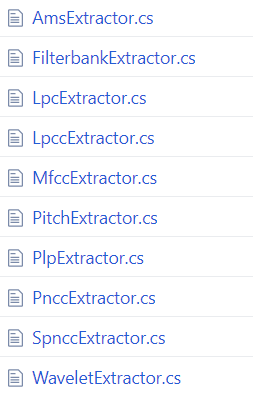 AmsExtractor.cs
FilterbankExtractor.cs
LpcExtractor.cs
LpccExtractor.cs
MfccExtractor.cs
PitchExtractor.cs
PlpExtractor.cs
PnccExtractor.cs
SpnccExtractor.cs
WaveletExtractor.cs